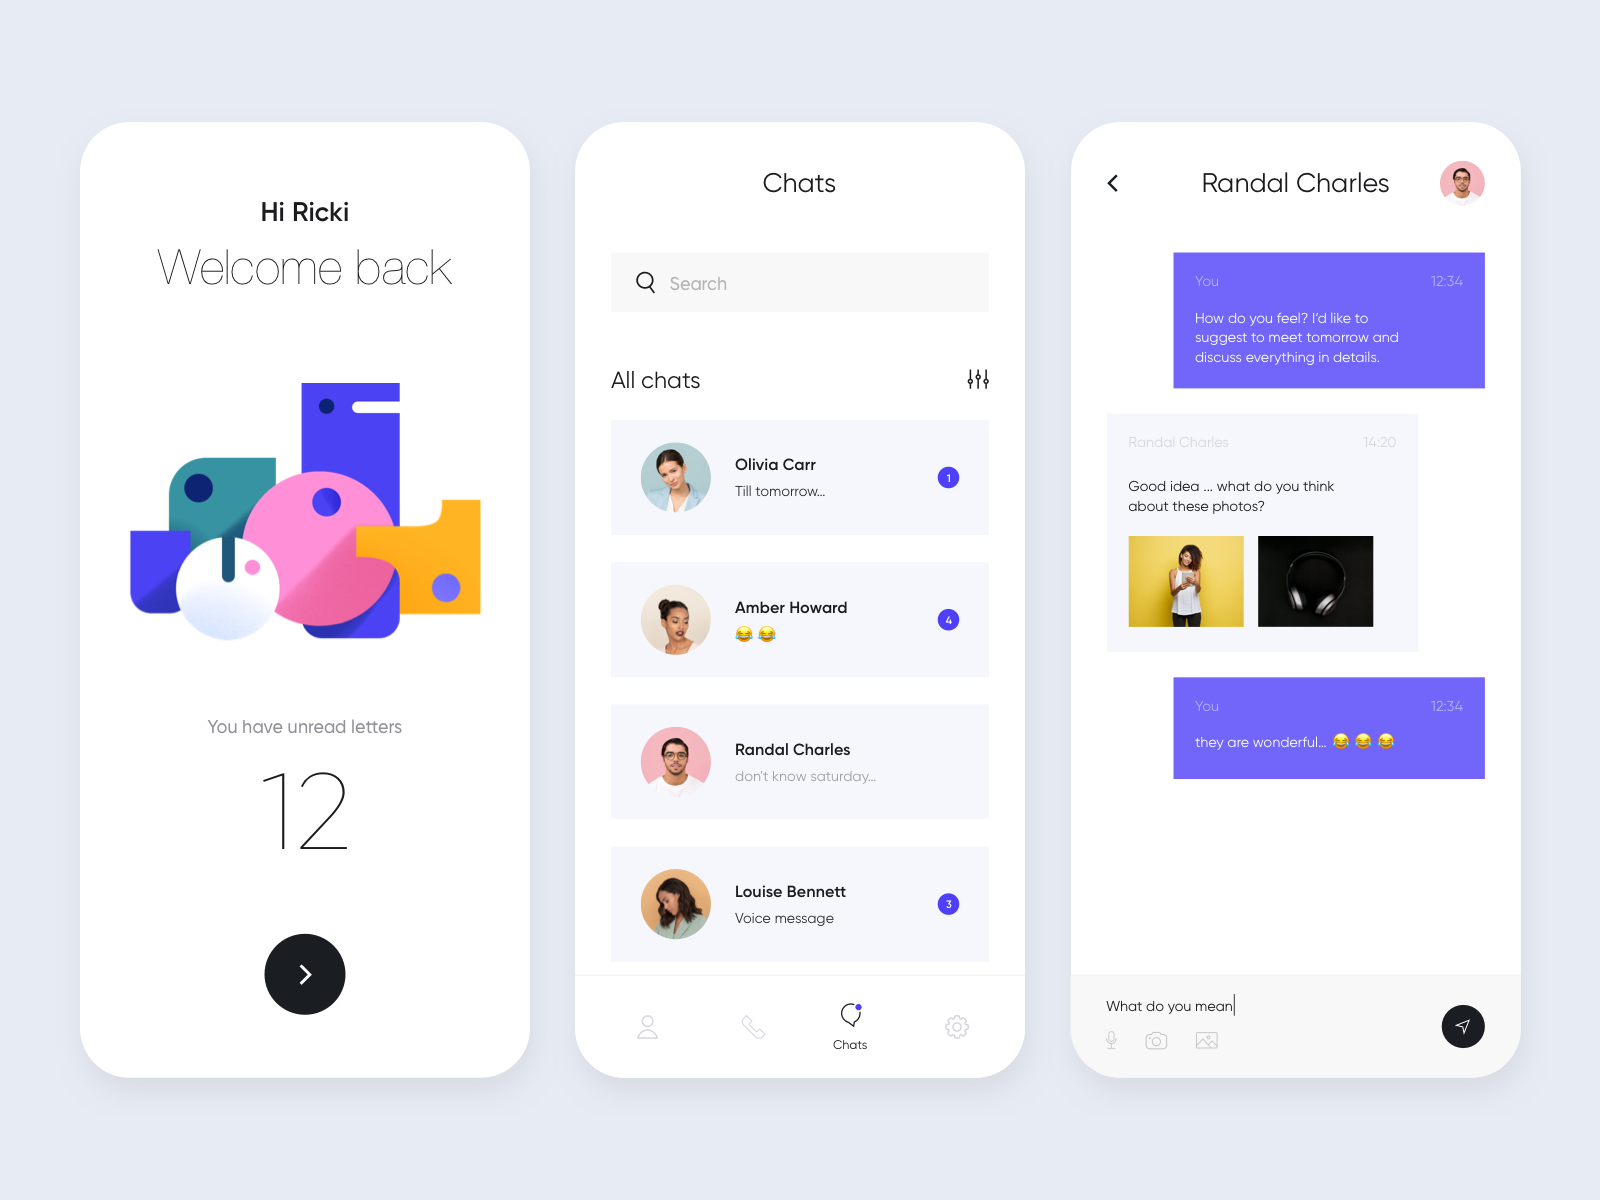 Hi Ricki
Welcome back
You have unread letters
12
Chats
Search
All chats
Olivia Carr
Till tomorrow...
1
Amber Howard
😂 😂
4
Randal Charles
don't know saturday...
Louise Bennett
Voice message
3
Chats
Randal Charles
You 12:34
How do you feel? I'd like to
suggest to meet tomorrow and
discuss everything in details.
Randal Charles 14:20
Good idea ... what do you think
about these photos?
You 12:34
they are wonderful... 😂 😂 😂
What do you mean